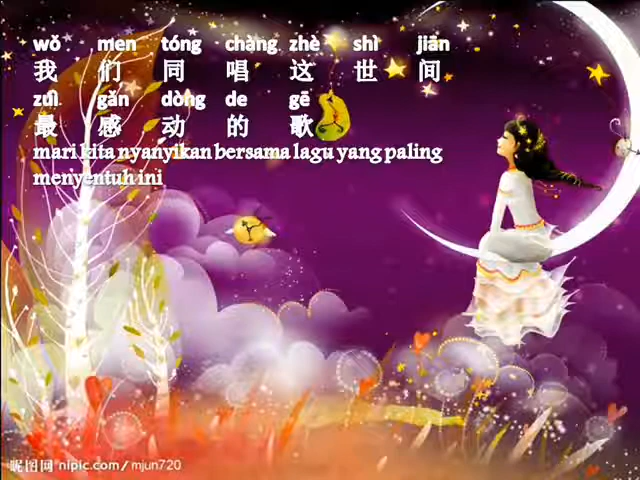 wǒ men tóng chàng zhè shì jiān
我 们 同 唱 这 世 间
zuì gǎn dòng de gē
最 感 动 的 歌
mari kita nyanyikan bersama lagu yang paling
menyentuh ini
昵图网 nipic.com/mjun720